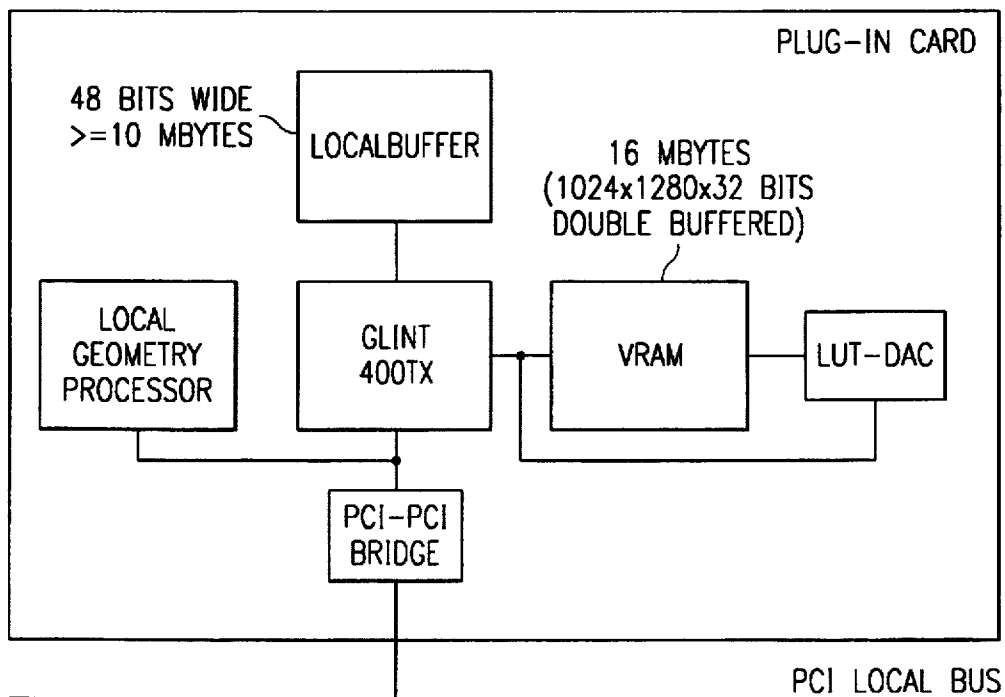 PLUG-IN CARD
48 BITS WIDE
>=10 MBYTES
LOCALBUFFER
16 MBYTES
(1024x1280x32 BITS
DOUBLE BUFFERED)
LOCAL
GEOMETRY
PROCESSOR
GLINT
400TX
VRAM
LUT-DAC
PCI-PCI
BRIDGE
PCI LOCAL BUS